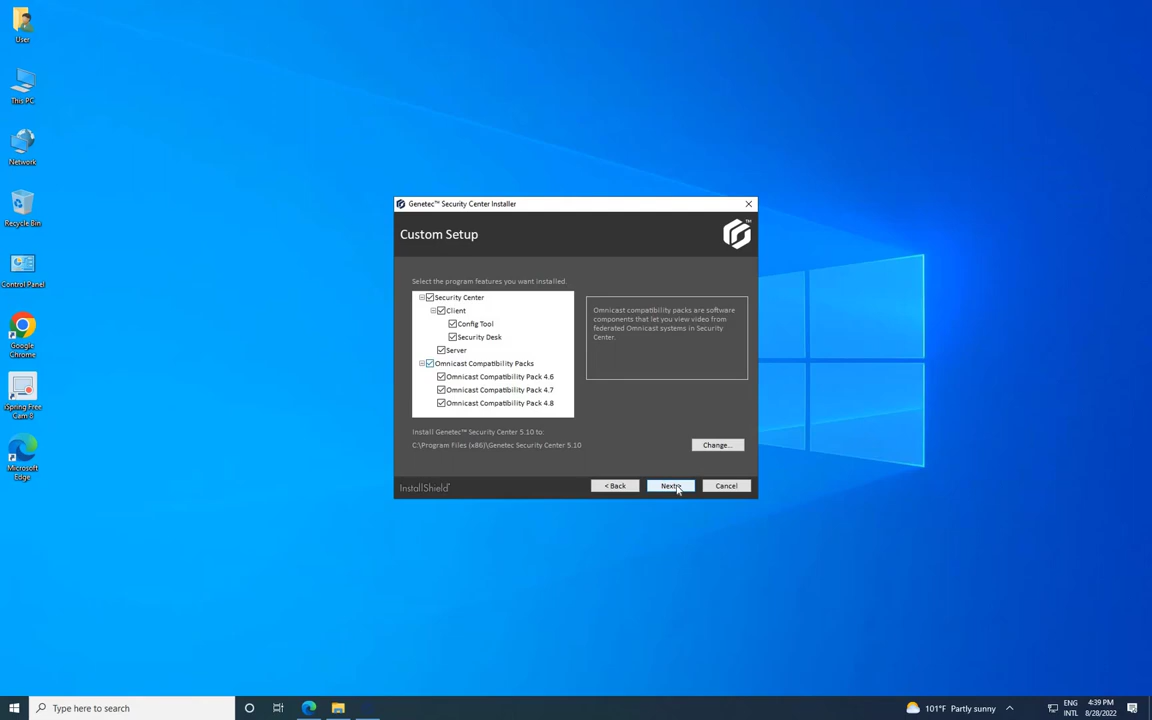 User
This PC
Network
Recycle Bin
Control Panel
Google
Chrome
iSpring Free
Cam 8
Microsoft
Edge
Genetec™ Security Center Installer
Custom Setup
TM
Select the program features you want installed.
Security Center
Client
Config Tool
Security Desk
Server
Omnicast Compatibility Packs
Omnicast Compatibility Pack 4.6
Omnicast Compatibility Pack 4.7
Omnicast Compatibility Pack 4.8
Omnicast compatibility packs are software
components that let you view video from
federated Omnicast systems in Security
Center.
Install Genetec™ Security Center 5.10 to:
C:\Program Files (x86)\Genetec Security Center 5.10
Change...
InstallShield
< Back
Next >
Cancel
Type here to search
101°F Partly sunny
ENG
INTL
4:39 PM
8/28/2022